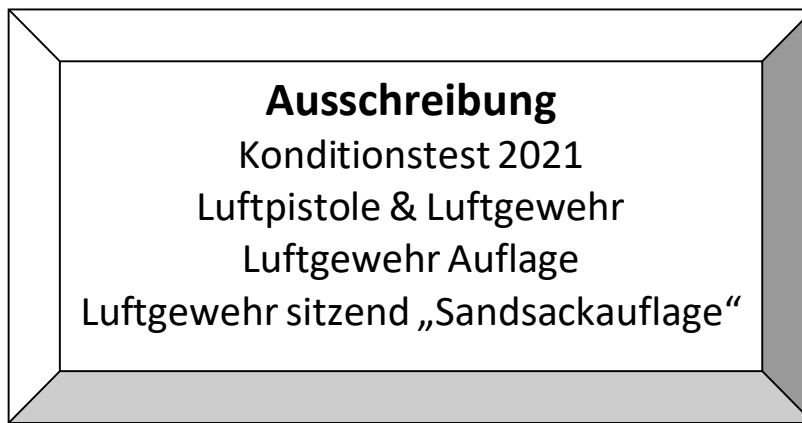 Ausschreibung
Konditionstest 2021
Luftpistole & Luftgewehr
Luftgewehr Auflage
Luftgewehr sitzend „Sandsackauflage“